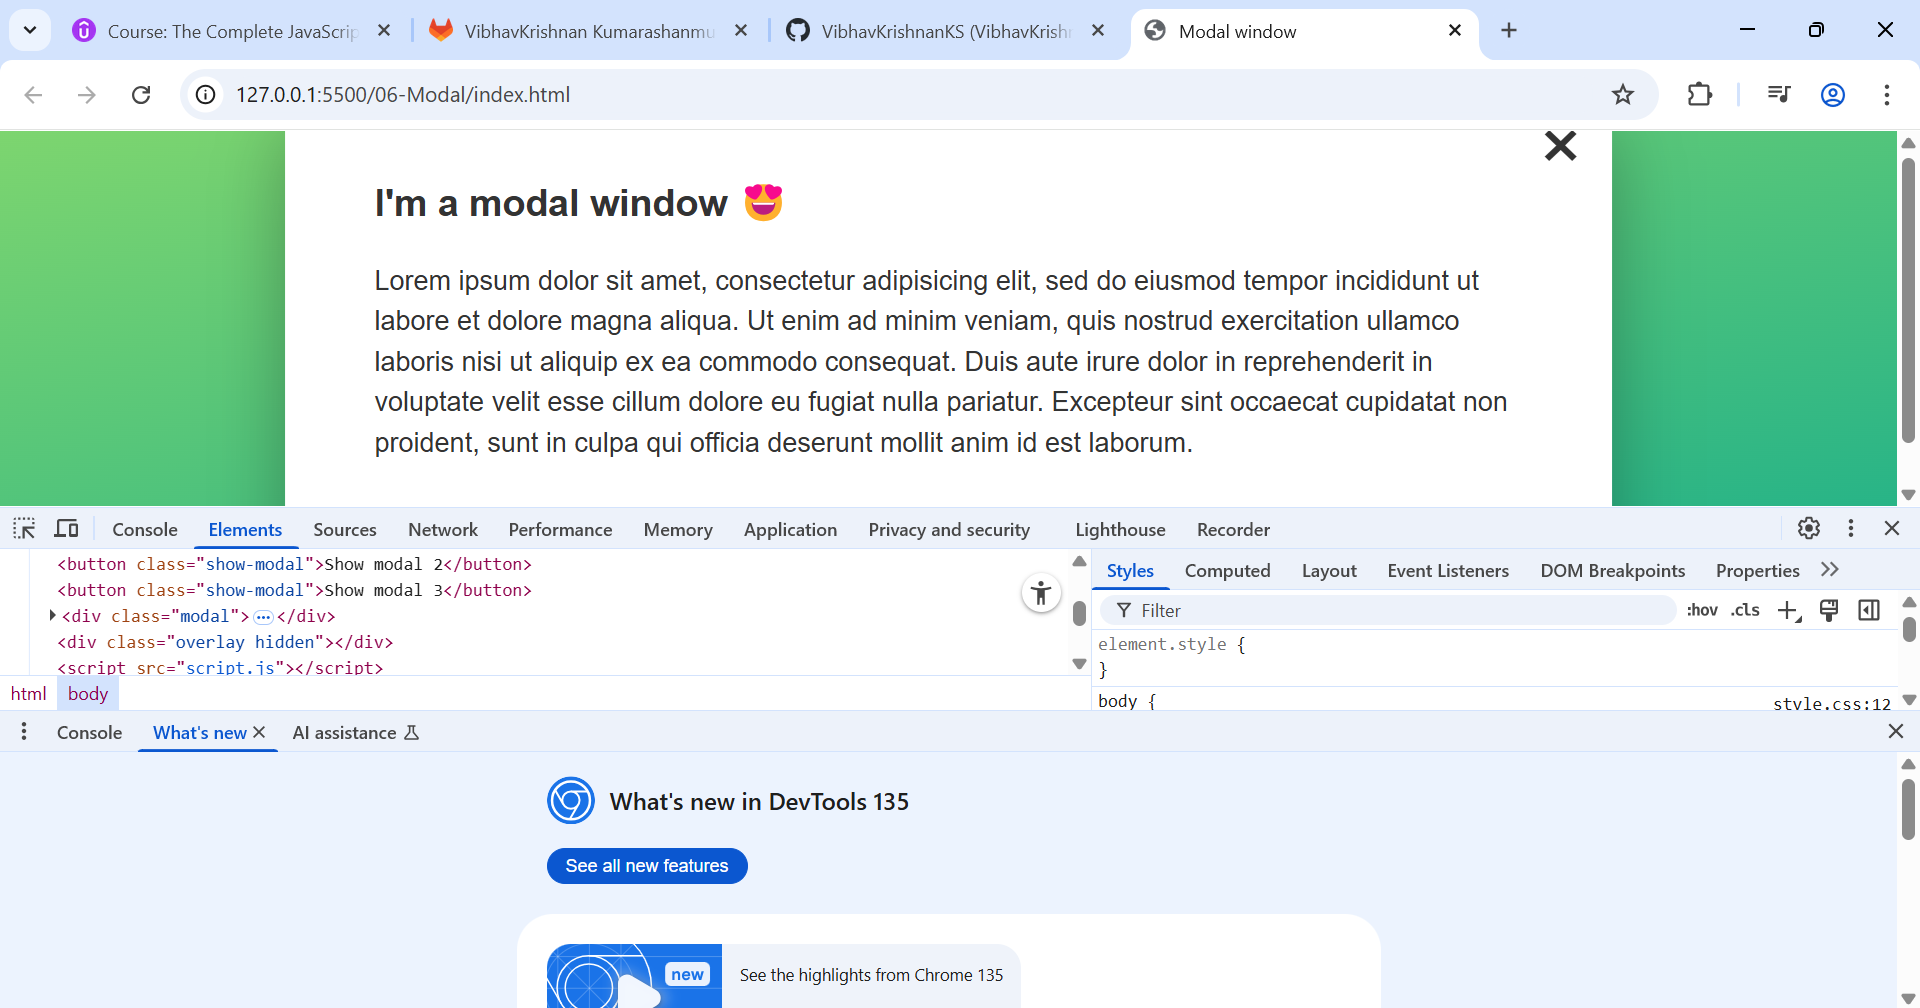 Course: The Complete JavaScrip
VibhavKrishnan Kumarashanmu
VibhavKrishnanKS (VibhavKrish
Modal window
127.0.0.1:5500/06-Modal/index.html
I'm a modal window 😍
Lorem ipsum dolor sit amet, consectetur adipisicing elit, sed do eiusmod tempor incididunt ut
labore et dolore magna aliqua. Ut enim ad minim veniam, quis nostrud exercitation ullamco
laboris nisi ut aliquip ex ea commodo consequat. Duis aute irure dolor in reprehenderit in
voluptate velit esse cillum dolore eu fugiat nulla pariatur. Excepteur sint occaecat cupidatat non
proident, sunt in culpa qui officia deserunt mollit anim id est laborum.
Console Elements Sources Network Performance Memory Application Privacy and security Lighthouse Recorder
<button class="show-modal">Show modal 2</button>
<button class="show-modal">Show modal 3</button>
<div class="modal">…</div>
<div class="overlay hidden"></div>
<script src="script.js"></script>
html body
Styles Computed Layout Event Listeners DOM Breakpoints Properties
Filter :hov .cls
element.style {
}
body { style.css:12
Console What's new AI assistance
What's new in DevTools 135
See all new features
new
See the highlights from Chrome 135